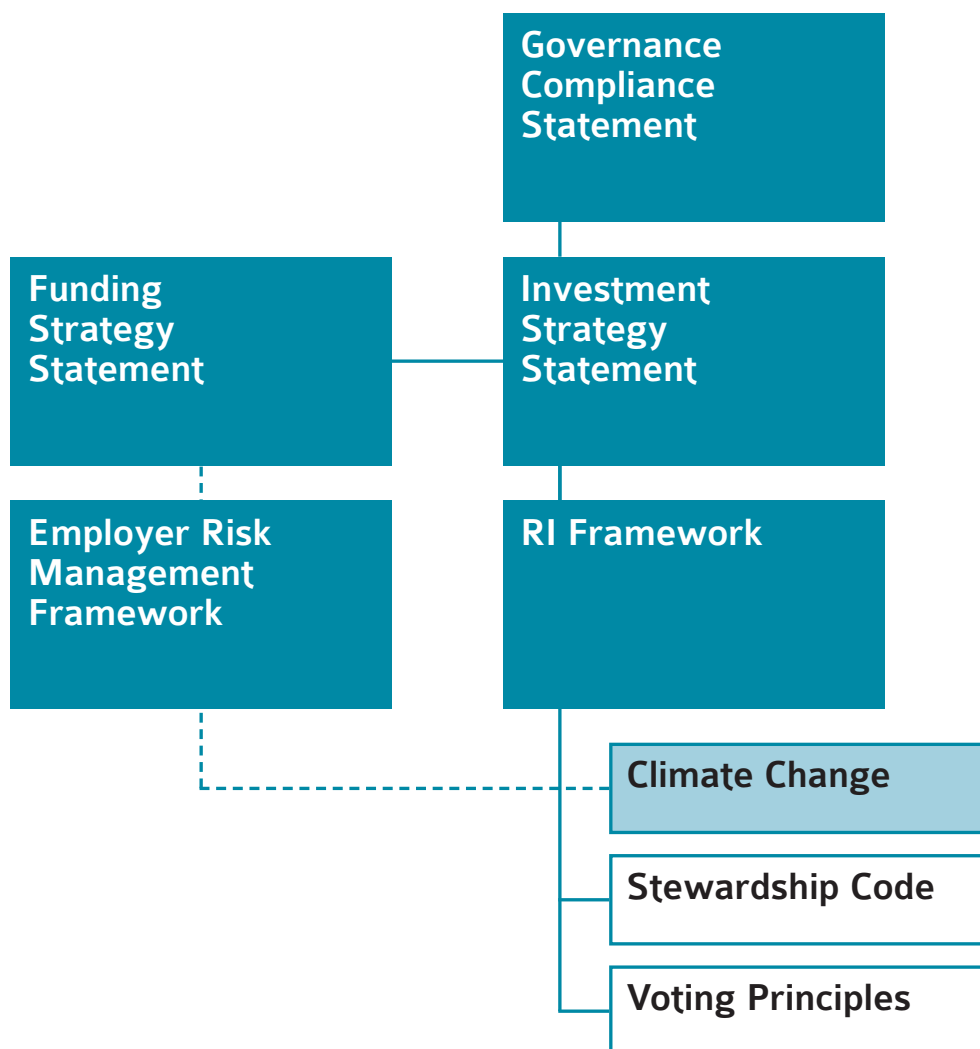 Governance
Compliance
Statement
Funding
Strategy
Statement
Investment
Strategy
Statement
Employer Risk
Management
Framework
RI Framework
Climate Change
Stewardship Code
Voting Principles